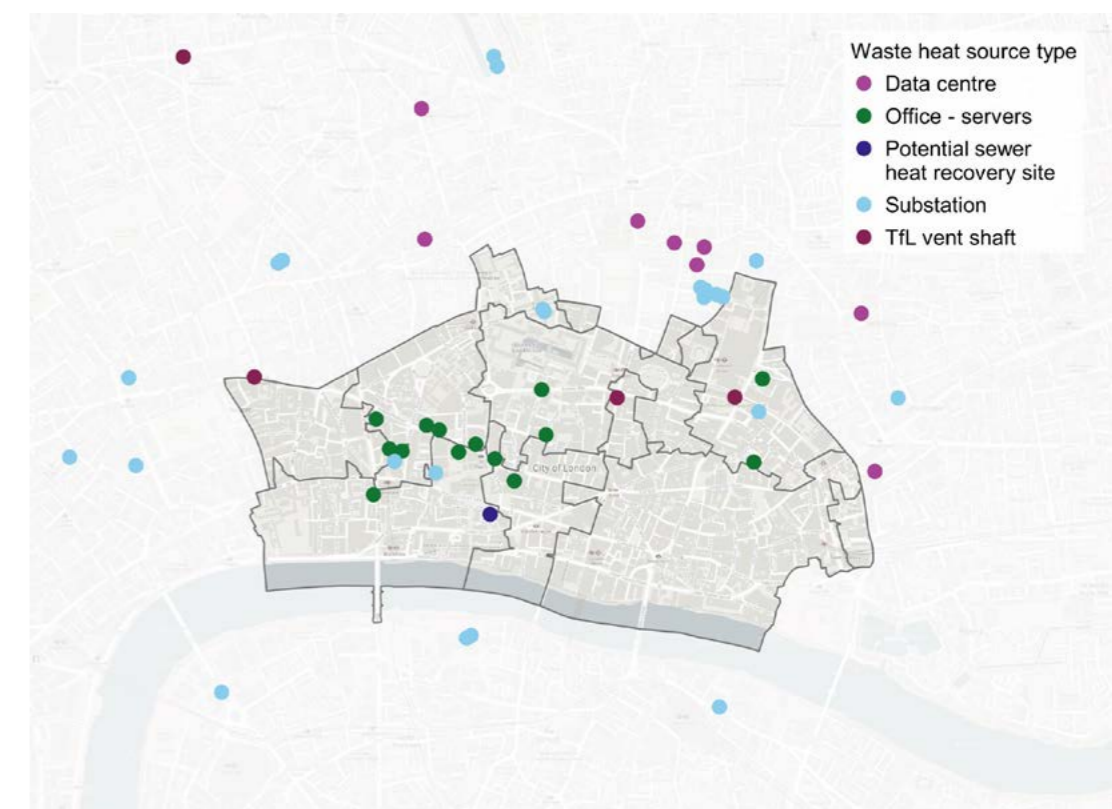 Waste heat source type
Data centre
Office - servers
Potential sewer
heat recovery site
Substation
TfL vent shaft
City of London